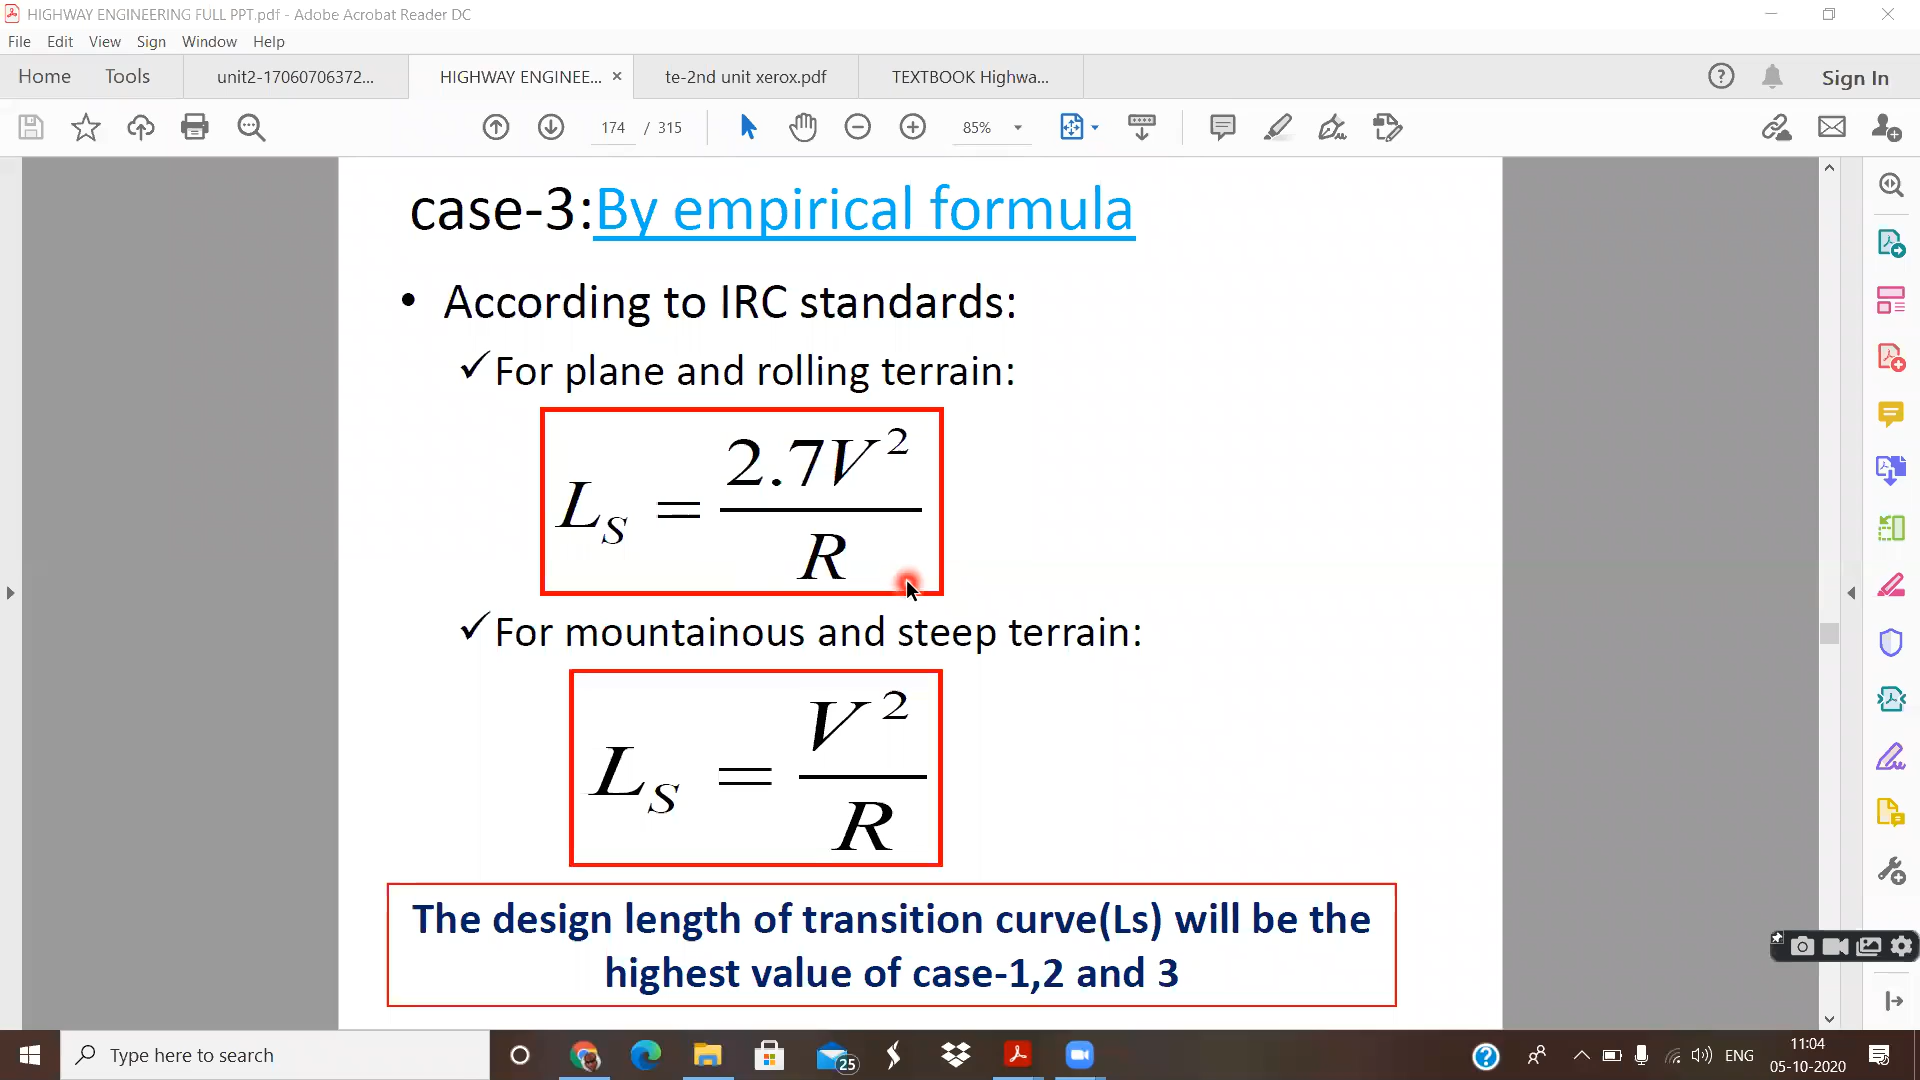 HIGHWAY ENGINEERING FULL PPT.pdf - Adobe Acrobat Reader DC
File Edit View Sign Window Help
Home Tools unit2-17060706372... HIGHWAY ENGINEE... × te-2nd unit xerox.pdf TEXTBOOK Highwa... Sign In
174 / 315 85%
case-3:By empirical formula
• According to IRC standards:
✓For plane and rolling terrain:
L_S = 2.7V² / R
✓For mountainous and steep terrain:
L_S = V² / R
The design length of transition curve(Ls) will be the
highest value of case-1,2 and 3
Type here to search
25
ENG
11:04
05-10-2020